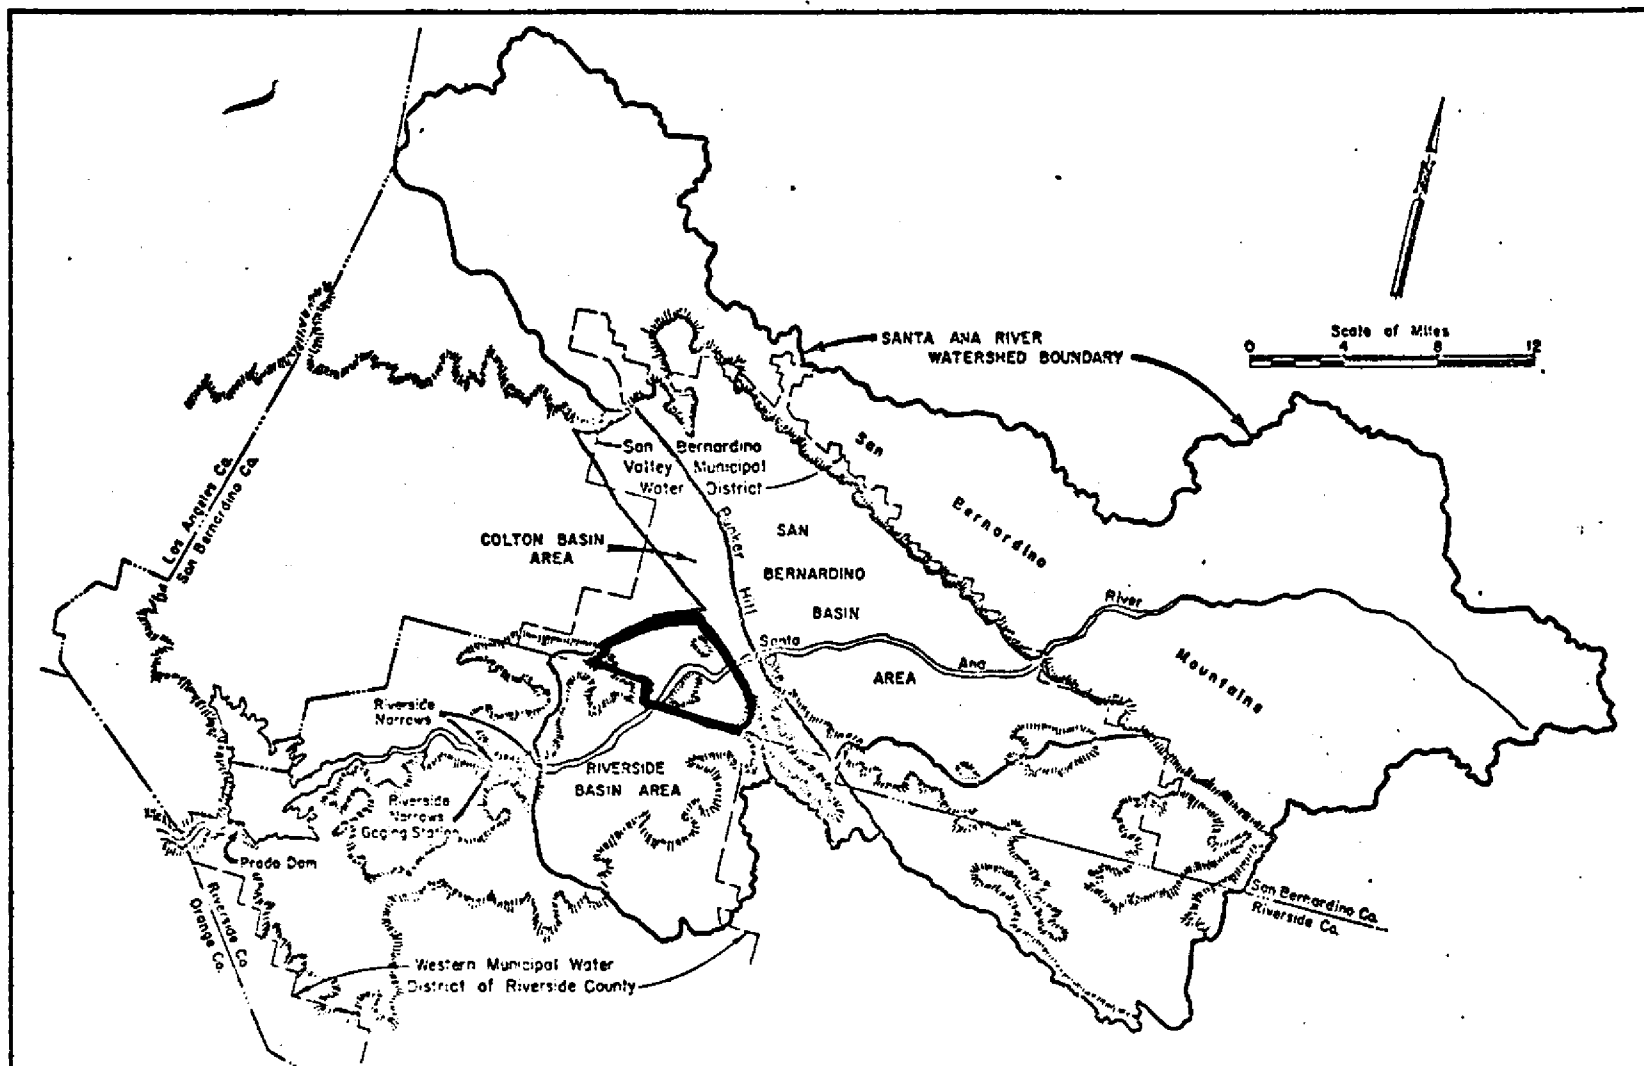 SANTA ANA RIVER
WATERSHED BOUNDARY
Scale of Miles
0 4 8 12
San
Bernardino
Mountains
San Bernardino
Valley Municipal
Water District
Los Angeles Co.
San Bernardino Co.
COLTON BASIN
AREA
Bunker
Hill
SAN
BERNARDINO
BASIN
AREA
Santa
Ana
River
Riverside
Narrows
RIVERSIDE
BASIN AREA
Riverside
Narrows
Gaging Station
Prado Dam
Riverside Co.
Orange Co.
San Bernardino Co.
Riverside Co.
Western Municipal Water
District of Riverside County